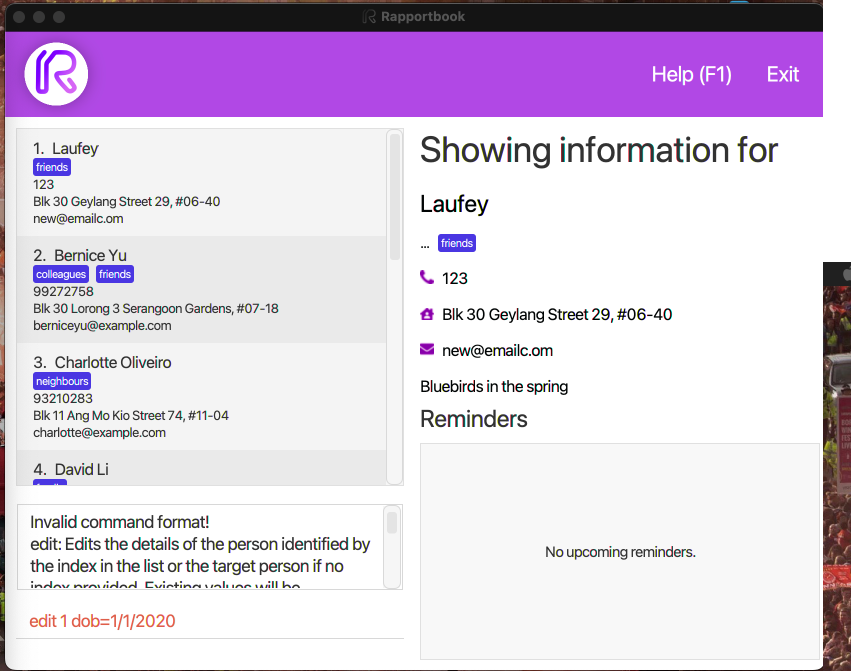 Rapportbook
Help (F1)
Exit
1. Laufey
friends
123
Blk 30 Geylang Street 29, #06-40
new@emailc.om
2. Bernice Yu
colleagues friends
99272758
Blk 30 Lorong 3 Serangoon Gardens, #07-18
berniceyu@example.com
3. Charlotte Oliveiro
neighbours
93210283
Blk 11 Ang Mo Kio Street 74, #11-04
charlotte@example.com
4. David Li
Invalid command format!
edit: Edits the details of the person identified by
the index in the list or the target person if no
index provided. Existing values will be
edit 1 dob=1/1/2020
Showing information for
Laufey
... friends
123
Blk 30 Geylang Street 29, #06-40
new@emailc.om
Bluebirds in the spring
Reminders
No upcoming reminders.